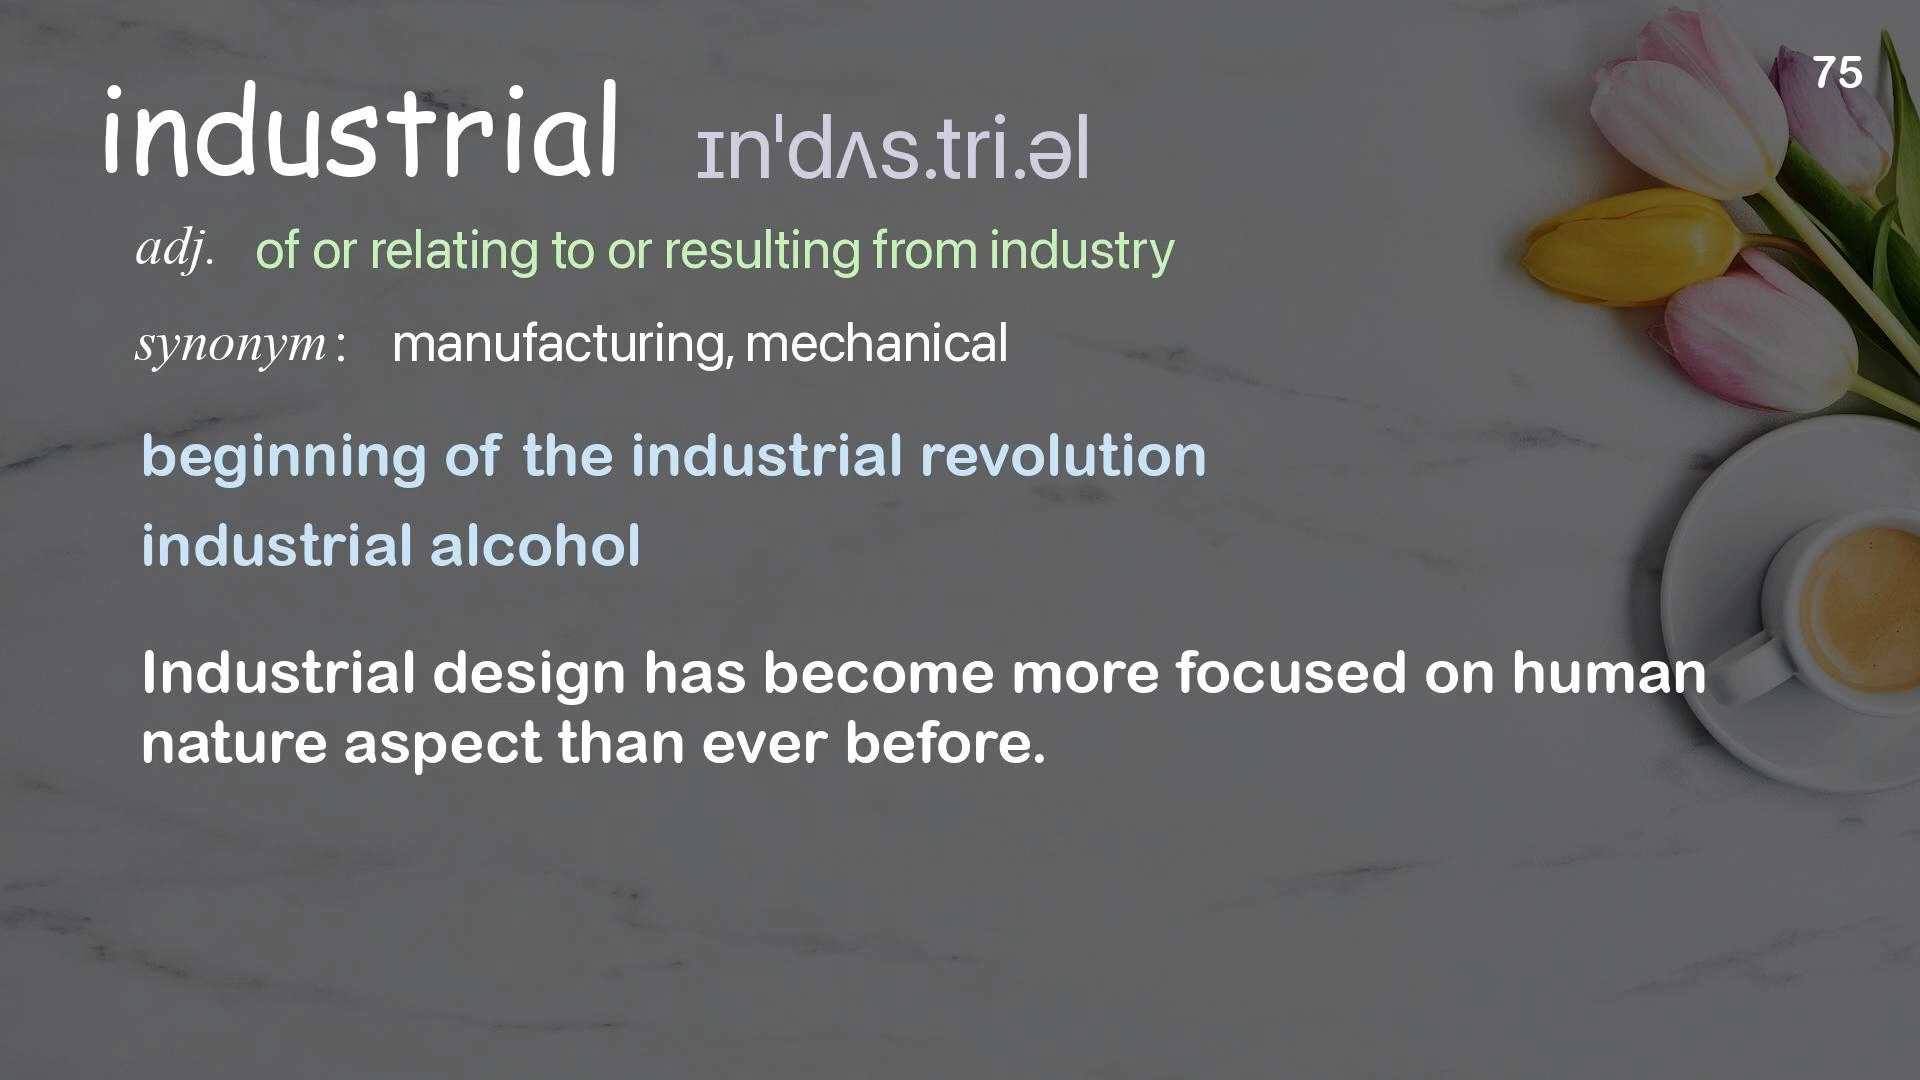 75
industrial ɪnˈdʌs.tri.əl
adj. of or relating to or resulting from industry
synonym: manufacturing, mechanical
beginning of the industrial revolution
industrial alcohol
Industrial design has become more focused on human
nature aspect than ever before.